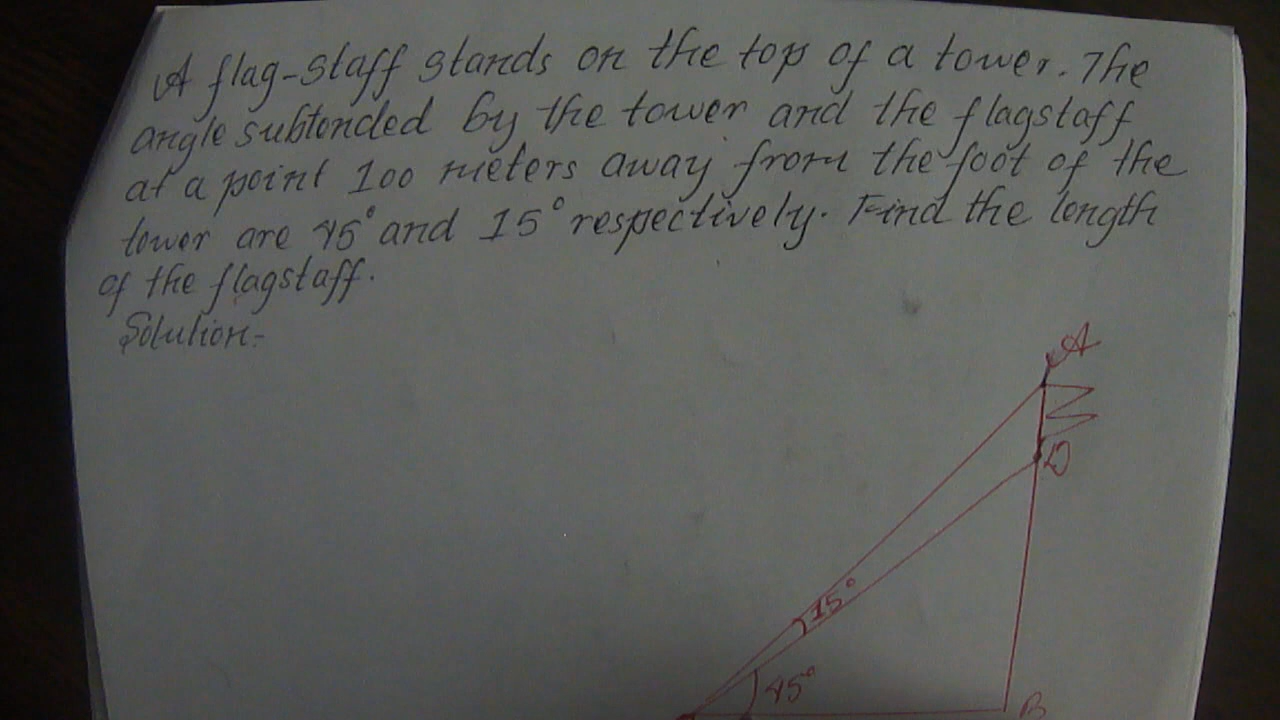 A flag-staff stands on the top of a tower. The
angle subtended by the tower and the flagstaff
at a point 100 meters away from the foot of the
tower are 45° and 15° respectively. Find the length
of the flagstaff.
Solution:-
A
D
15°
45°
B